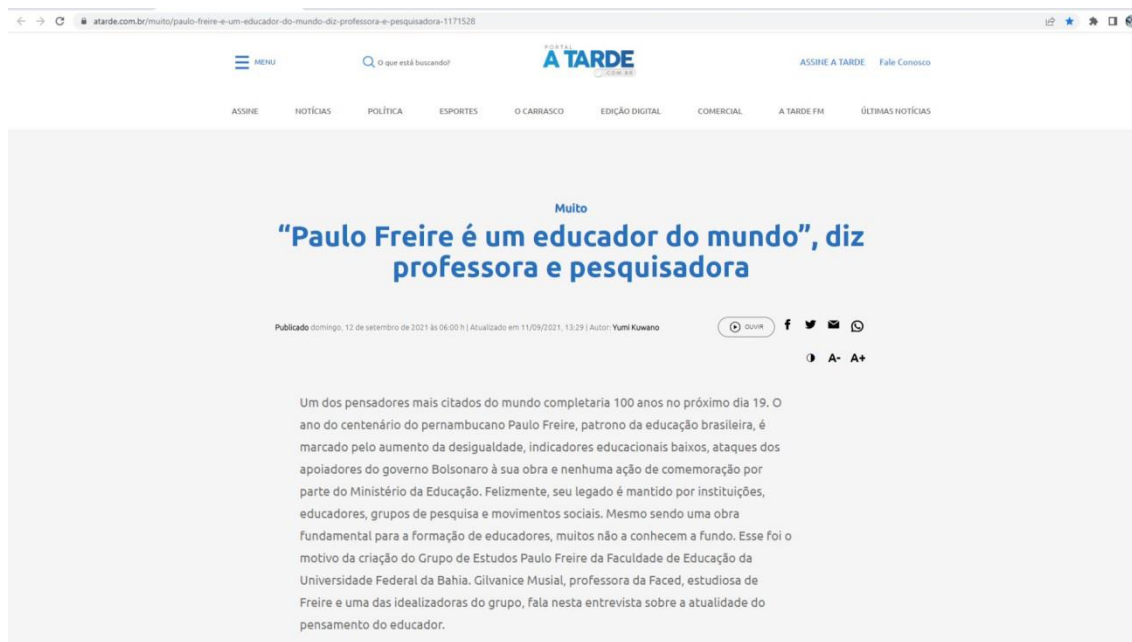 atarde.com.br/muito/paulo-freire-e-um-educador-do-mundo-diz-professora-e-pesquisadora-1171528
MENU
O que está buscando?
PORTAL
A TARDE
.COM.BR
ASSINE A TARDE Fale Conosco
ASSINE NOTÍCIAS POLÍTICA ESPORTES O CARRASCO EDIÇÃO DIGITAL COMERCIAL A TARDE FM ÚLTIMAS NOTÍCIAS
Muito
“Paulo Freire é um educador do mundo”, diz
professora e pesquisadora
Publicado domingo, 12 de setembro de 2021 às 06:00 h | Atualizado em 11/09/2021, 13:29 | Autor: Yumi Kuwano
OUVIR
A- A+
Um dos pensadores mais citados do mundo completaria 100 anos no próximo dia 19. O
ano do centenário do pernambucano Paulo Freire, patrono da educação brasileira, é
marcado pelo aumento da desigualdade, indicadores educacionais baixos, ataques dos
apoiadores do governo Bolsonaro à sua obra e nenhuma ação de comemoração por
parte do Ministério da Educação. Felizmente, seu legado é mantido por instituições,
educadores, grupos de pesquisa e movimentos sociais. Mesmo sendo uma obra
fundamental para a formação de educadores, muitos não a conhecem a fundo. Esse foi o
motivo da criação do Grupo de Estudos Paulo Freire da Faculdade de Educação da
Universidade Federal da Bahia. Gilvanice Musial, professora da Faced, estudiosa de
Freire e uma das idealizadoras do grupo, fala nesta entrevista sobre a atualidade do
pensamento do educador.